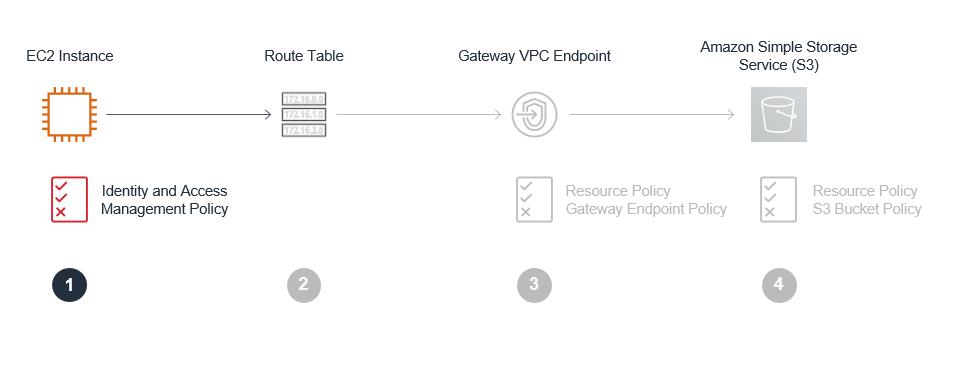 EC2 Instance
Route Table
Gateway VPC Endpoint
Amazon Simple Storage
Service (S3)
172.16.0.0
172.16.1.0
172.16.2.0
Identity and Access
Management Policy
Resource Policy
Gateway Endpoint Policy
Resource Policy
S3 Bucket Policy
1
2
3
4